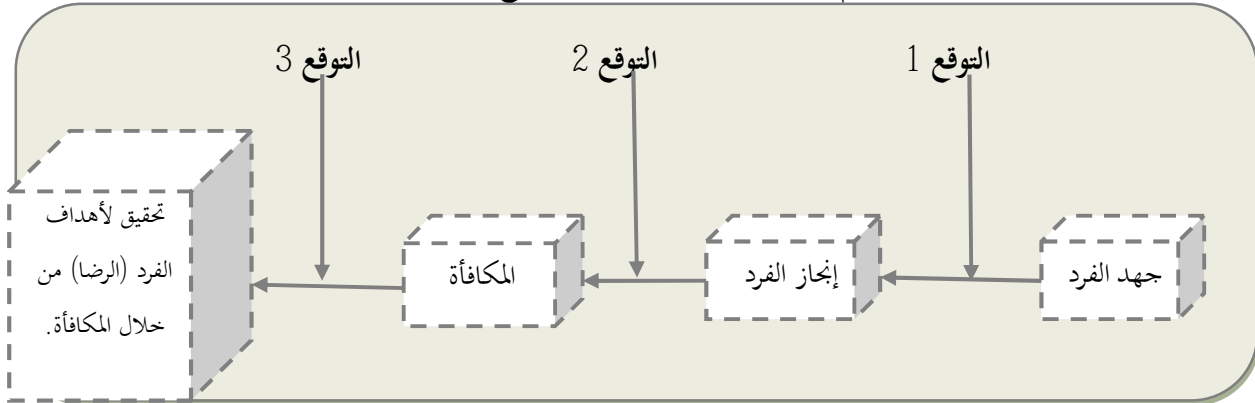 التوقع 1
التوقع 2
التوقع 3
جهد الفرد
إنجاز الفرد
المكافأة
تحقيق لأهداف
الفرد (الرضا) من
خلال المكافأة.